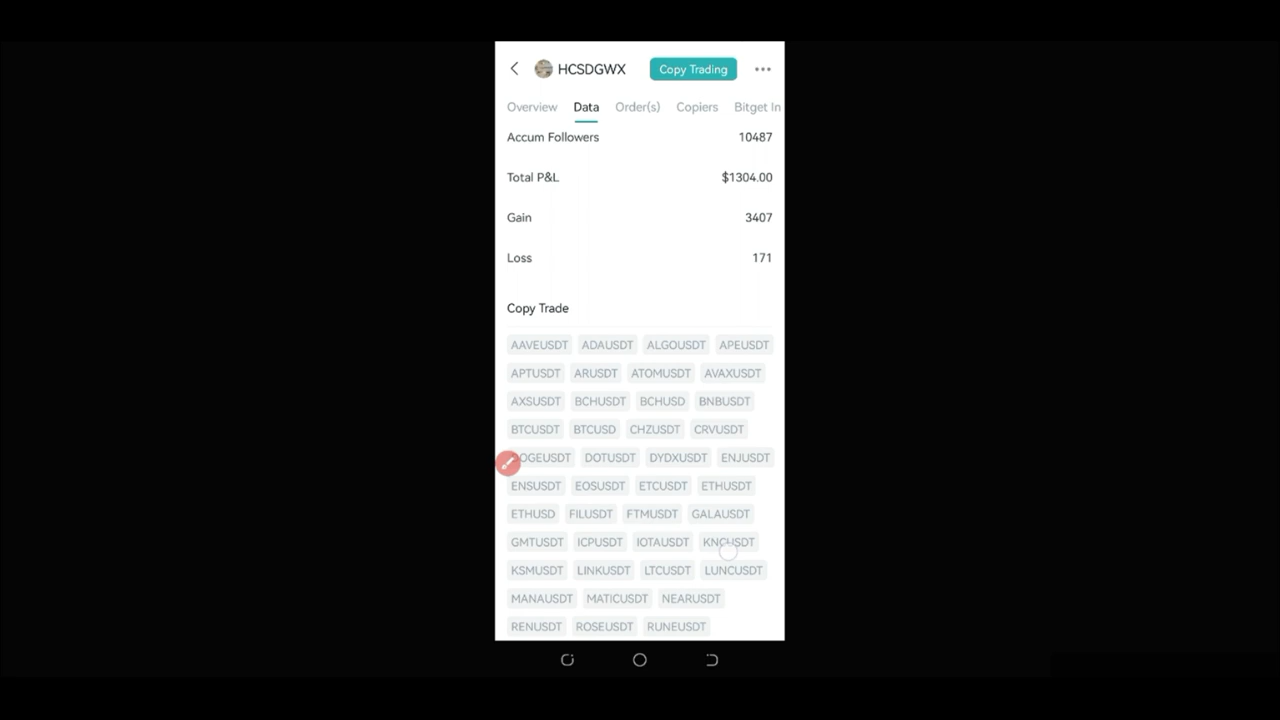 HCSDGWX Copy Trading
Overview Data Order(s) Copiers Bitget In
Accum Followers 10487
Total P&L $1304.00
Gain 3407
Loss 171
Copy Trade
AAVEUSDT ADAUSDT ALGOUSDT APEUSDT
APTUSDT ARUSDT ATOMUSDT AVAXUSDT
AXSUSDT BCHUSDT BCHUSD BNBUSDT
BTCUSDT BTCUSD CHZUSDT CRVUSDT
OGEUSDT DOTUSDT DYDXUSDT ENJUSDT
ENSUSDT EOSUSDT ETCUSDT ETHUSDT
ETHUSD FILUSDT FTMUSDT GALAUSDT
GMTUSDT ICPUSDT IOTAUSDT KNCUSDT
KSMUSDT LINKUSDT LTCUSDT LUNCUSDT
MANAUSDT MATICUSDT NEARUSDT
RENUSDT ROSEUSDT RUNEUSDT